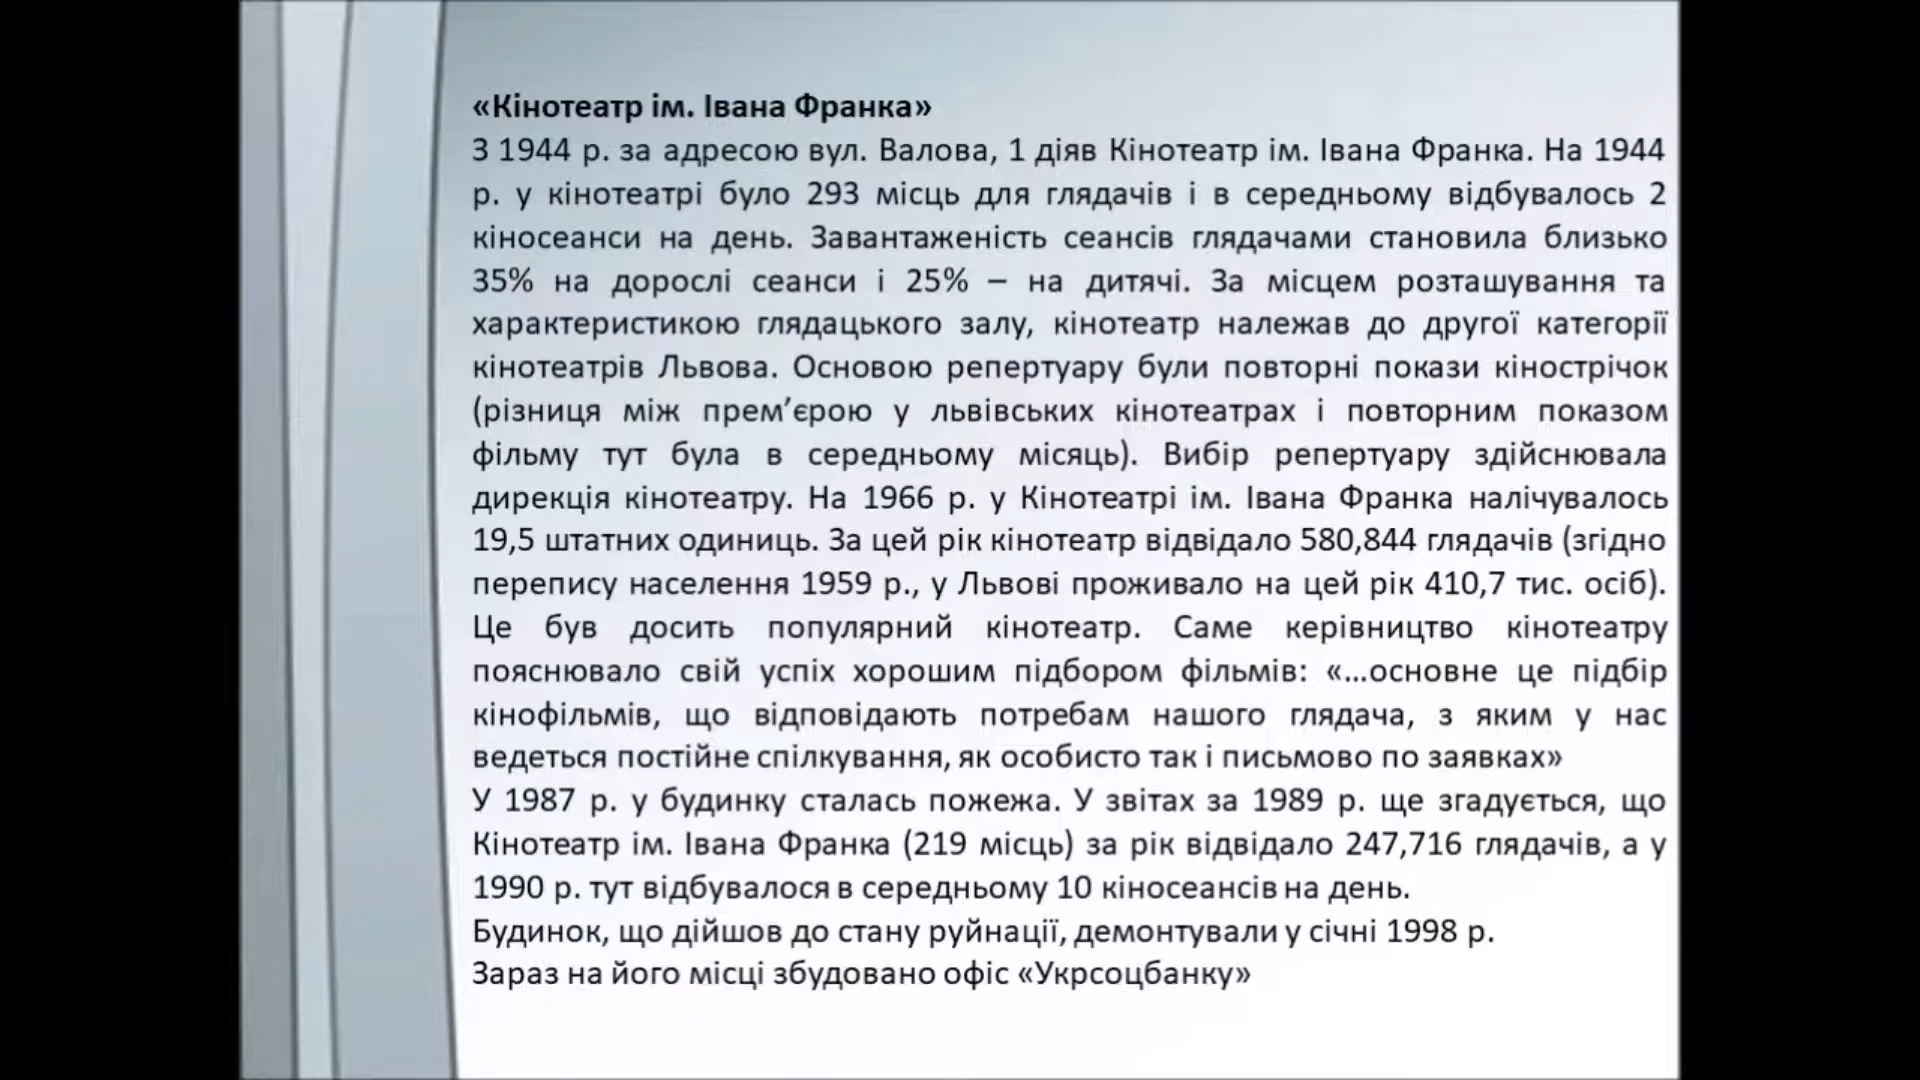 «Кінотеатр ім. Івана Франка»
З 1944 р. за адресою вул. Валова, 1 діяв Кінотеатр ім. Івана Франка. На 1944
р. у кінотеатрі було 293 місць для глядачів і в середньому відбувалось 2
кіносеанси на день. Завантаженість сеансів глядачами становила близько
35% на дорослі сеанси і 25% – на дитячі. За місцем розташування та
характеристикою глядацького залу, кінотеатр належав до другої категорії
кінотеатрів Львова. Основою репертуару були повторні покази кінострічок
(різниця між прем’єрою у львівських кінотеатрах і повторним показом
фільму тут була в середньому місяць). Вибір репертуару здійснювала
дирекція кінотеатру. На 1966 р. у Кінотеатрі ім. Івана Франка налічувалось
19,5 штатних одиниць. За цей рік кінотеатр відвідало 580,844 глядачів (згідно
перепису населення 1959 р., у Львові проживало на цей рік 410,7 тис. осіб).
Це був досить популярний кінотеатр. Саме керівництво кінотеатру
пояснювало свій успіх хорошим підбором фільмів: «…основне це підбір
кінофільмів, що відповідають потребам нашого глядача, з яким у нас
ведеться постійне спілкування, як особисто так і письмово по заявках»
У 1987 р. у будинку сталась пожежа. У звітах за 1989 р. ще згадується, що
Кінотеатр ім. Івана Франка (219 місць) за рік відвідало 247,716 глядачів, а у
1990 р. тут відбувалося в середньому 10 кіносеансів на день.
Будинок, що дійшов до стану руйнації, демонтували у січні 1998 р.
Зараз на його місці збудовано офіс «Укрсоцбанку»